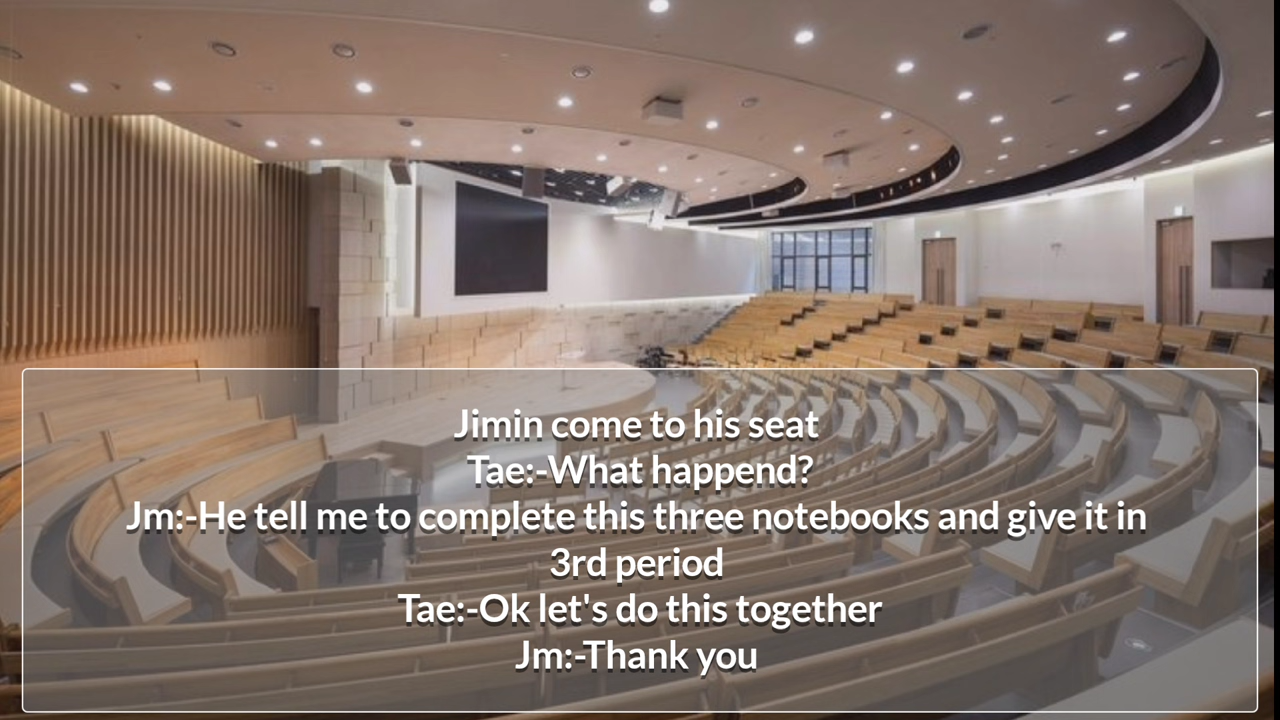 Jimin come to his seat
Tae:-What happend?
Jm:-He tell me to complete this three notebooks and give it in
3rd period
Tae:-Ok let's do this together
Jm:-Thank you